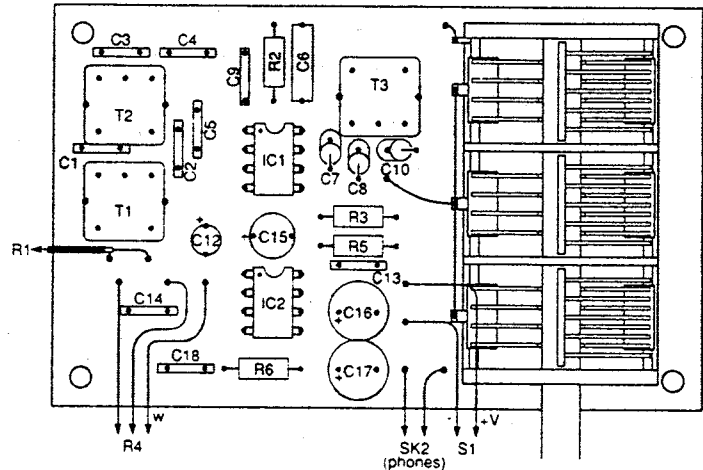 C3
C4
C9
R2
C6
T3
T2
C5
C1
C2
IC1
C7
C8
C10
T1
R3
R1
+
C12
+
C15
R5
C13
IC2
C14
+
C16
C18
R6
+
C17
w
R4
SK2
(phones)
-
+V
S1